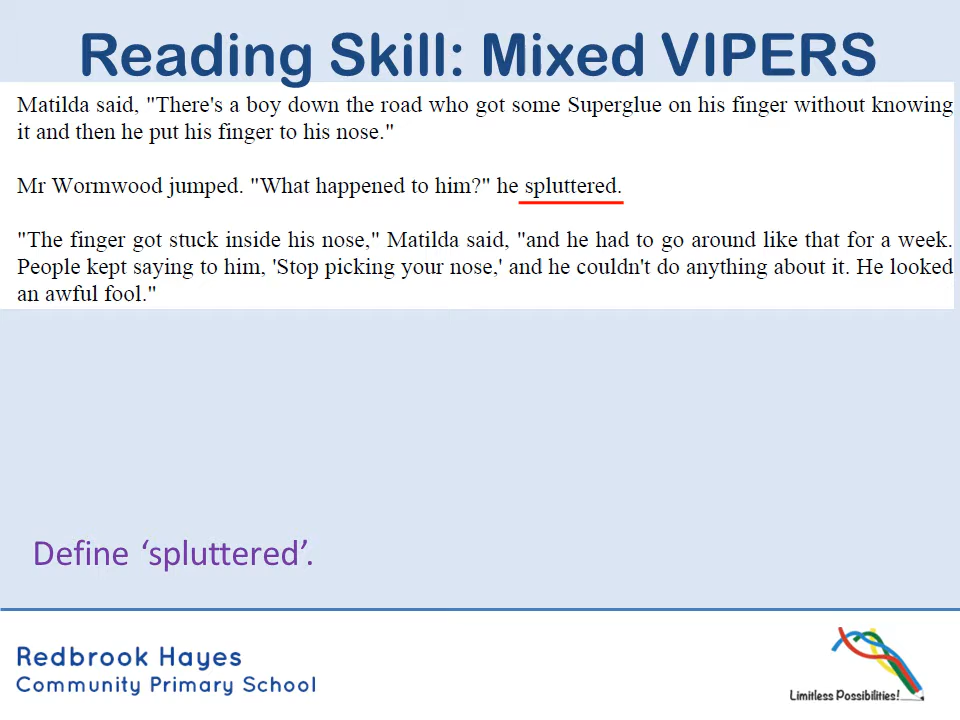 Reading Skill: Mixed VIPERS
Matilda said, "There's a boy down the road who got some Superglue on his finger without knowing
it and then he put his finger to his nose."
Mr Wormwood jumped. "What happened to him?" he spluttered.
"The finger got stuck inside his nose," Matilda said, "and he had to go around like that for a week.
People kept saying to him, 'Stop picking your nose,' and he couldn't do anything about it. He looked
an awful fool."
Define ‘spluttered’.
Redbrook Hayes
Community Primary School
Limitless Possibilities!